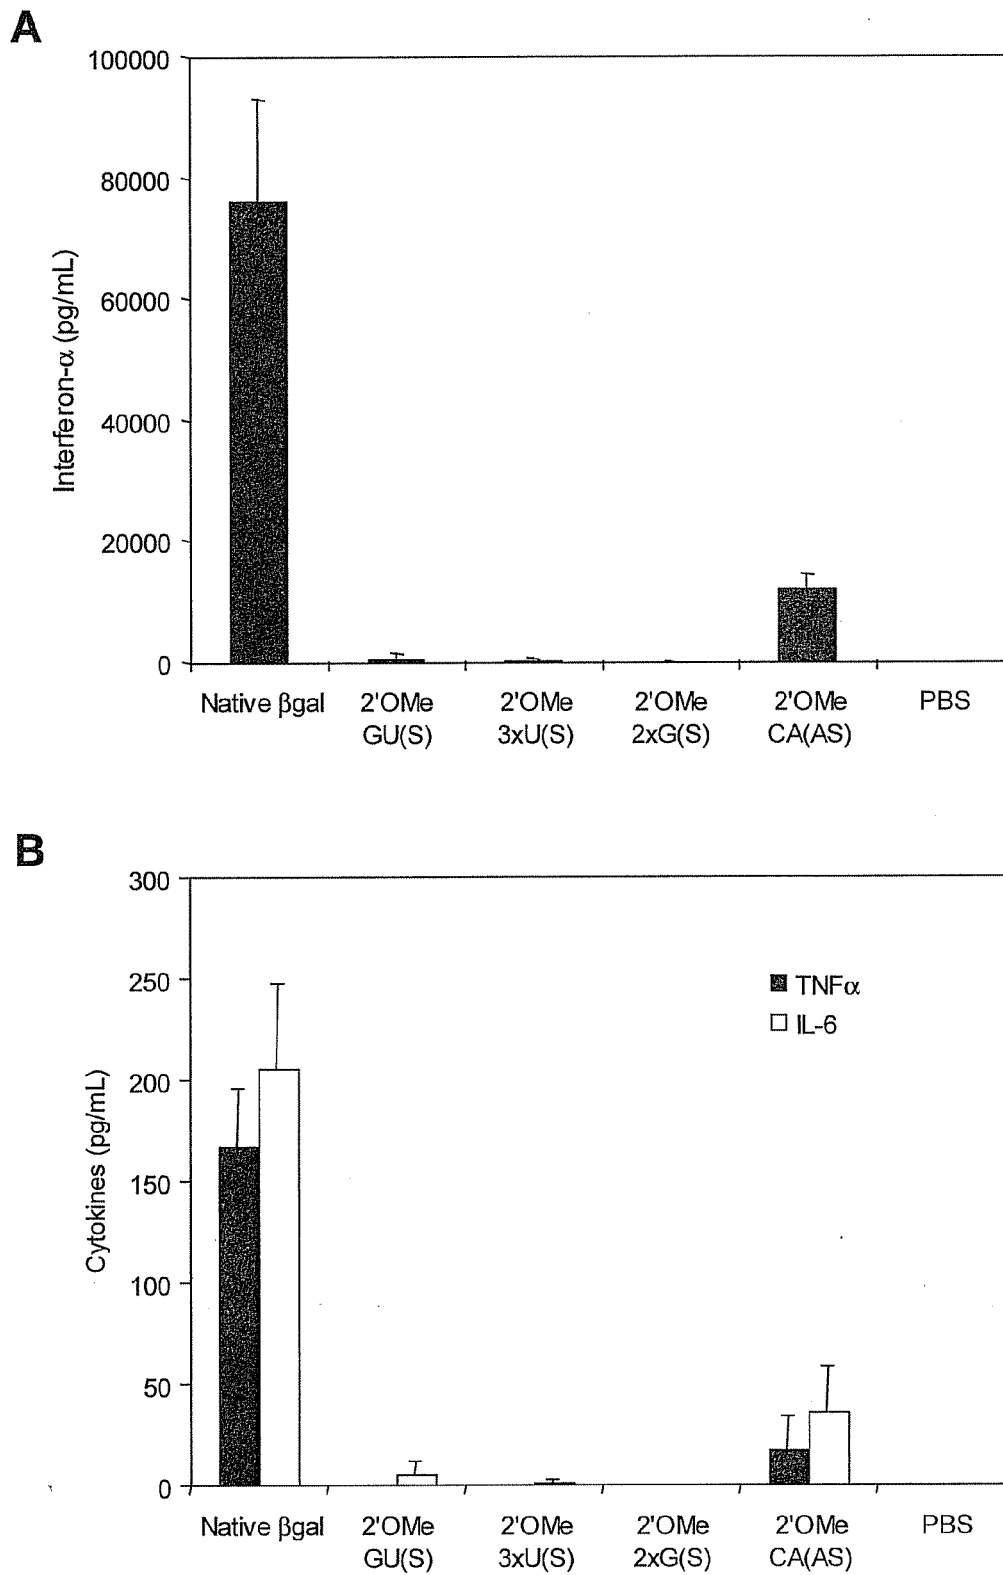 A
100000
80000
60000
40000
20000
0
Interferon-α (pg/mL)
Native βgal
2'OMe
GU(S)
2'OMe
3xU(S)
2'OMe
2xG(S)
2'OMe
CA(AS)
PBS
B
300
250
200
150
100
50
0
Cytokines (pg/mL)
TNFα
IL-6
Native βgal
2'OMe
GU(S)
2'OMe
3xU(S)
2'OMe
2xG(S)
2'OMe
CA(AS)
PBS